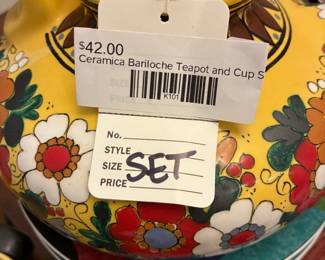 $42.00
Ceramica Bariloche Teapot and Cup S
K101
No.
STYLE
SIZE SET
PRICE